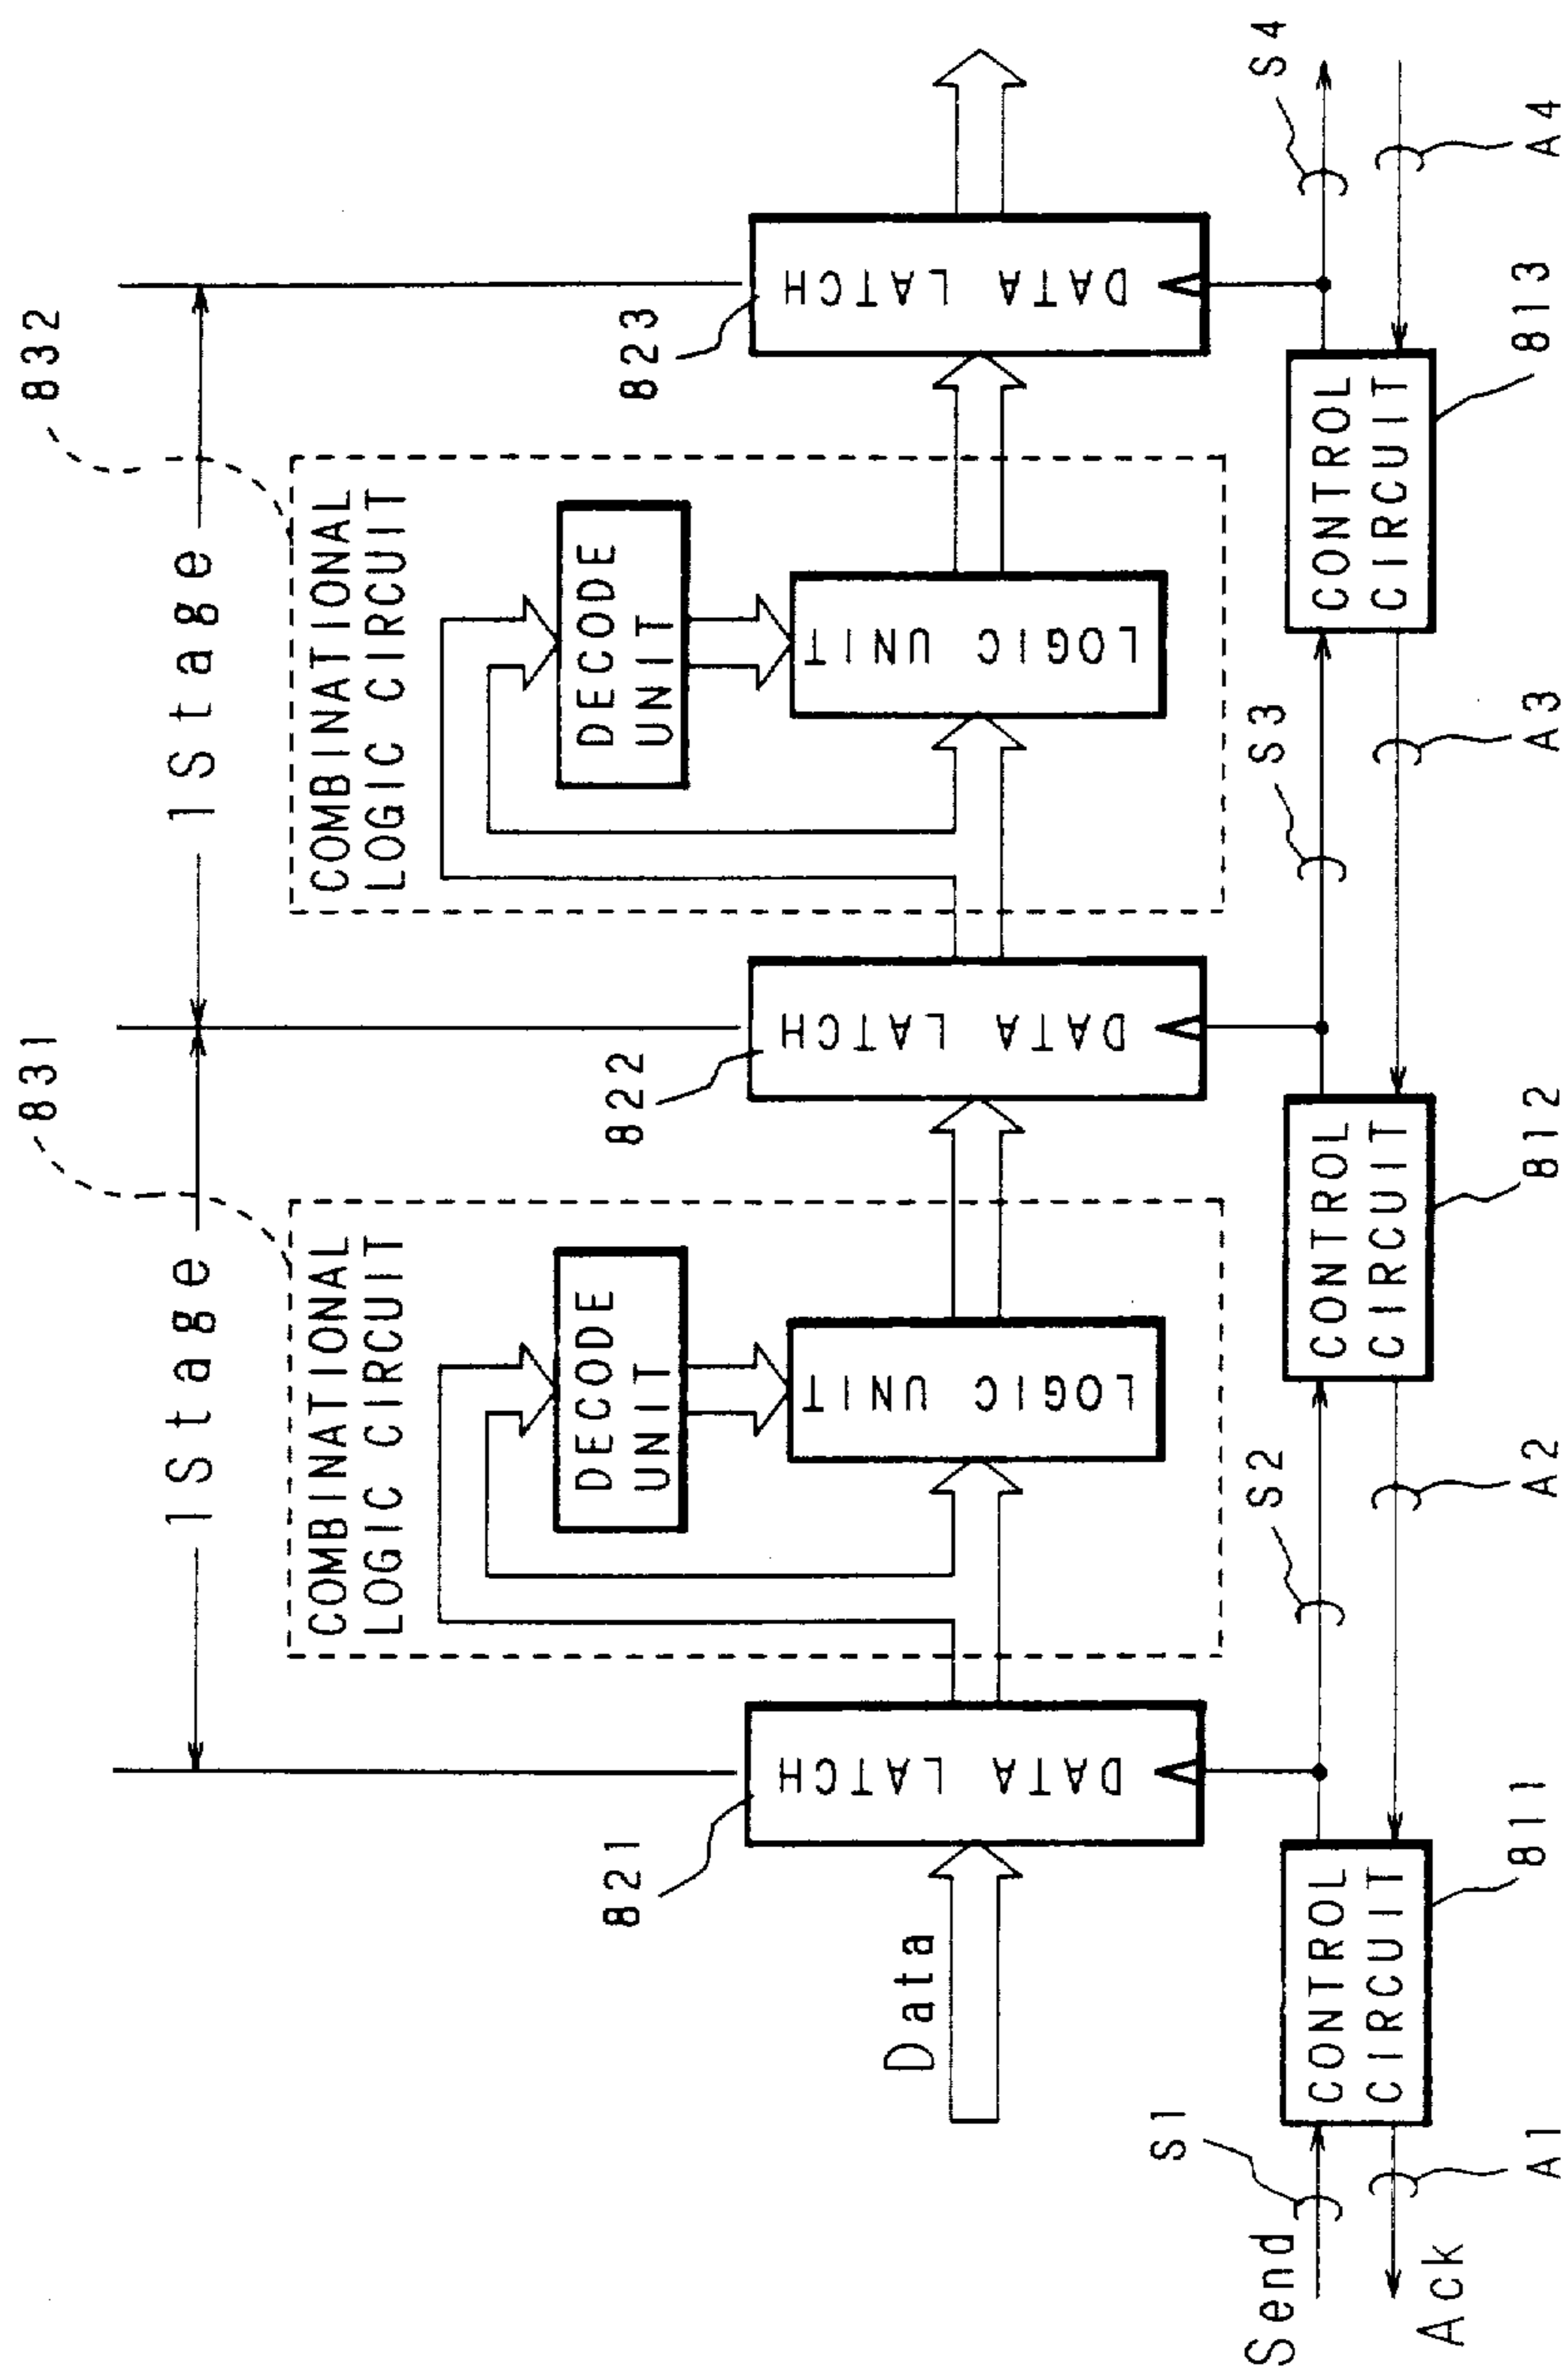 832
831
1Stage
1Stage
COMBINATIONAL
LOGIC CIRCUIT
COMBINATIONAL
LOGIC CIRCUIT
DECODE
UNIT
DECODE
UNIT
821
822
823
DATA LATCH
LOGIC UNIT
DATA LATCH
LOGIC UNIT
DATA LATCH
Data
Send
S1
S2
S3
S4
CONTROL
CIRCUIT
CONTROL
CIRCUIT
CONTROL
CIRCUIT
Ack
A1
811
A2
812
A3
813
A4